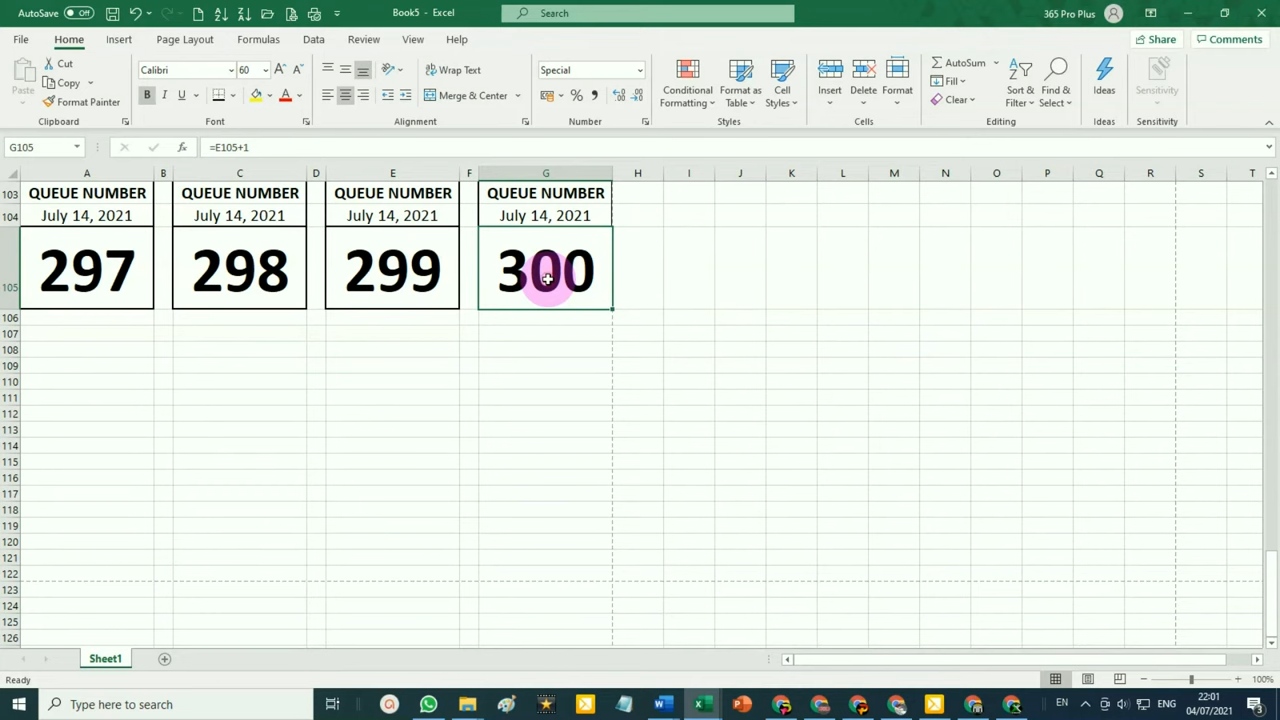 AutoSave Off Book5 - Excel Search 365 Pro Plus
File Home Insert Page Layout Formulas Data Review View Help Share Comments
Paste Cut Copy Format Painter Clipboard
Calibri 60 B I U Font
Wrap Text Merge & Center Alignment
Special Number
Conditional Formatting Format as Table Cell Styles Styles
Insert Delete Format Cells
AutoSum Fill Clear Sort & Filter Find & Select Editing
Ideas Ideas
Sensitivity Sensitivity
G105 fx =E105+1
A B C D E F G H I J K L M N O P Q R S T
103 QUEUE NUMBER QUEUE NUMBER QUEUE NUMBER QUEUE NUMBER
104 July 14, 2021 July 14, 2021 July 14, 2021 July 14, 2021
105 297 298 299 300
106
107
108
109
110
111
112
113
114
115
116
117
118
119
120
121
122
123
124
125
126
Sheet1
Ready 100%
Type here to search EN ENG 22:01
04/07/2021 3